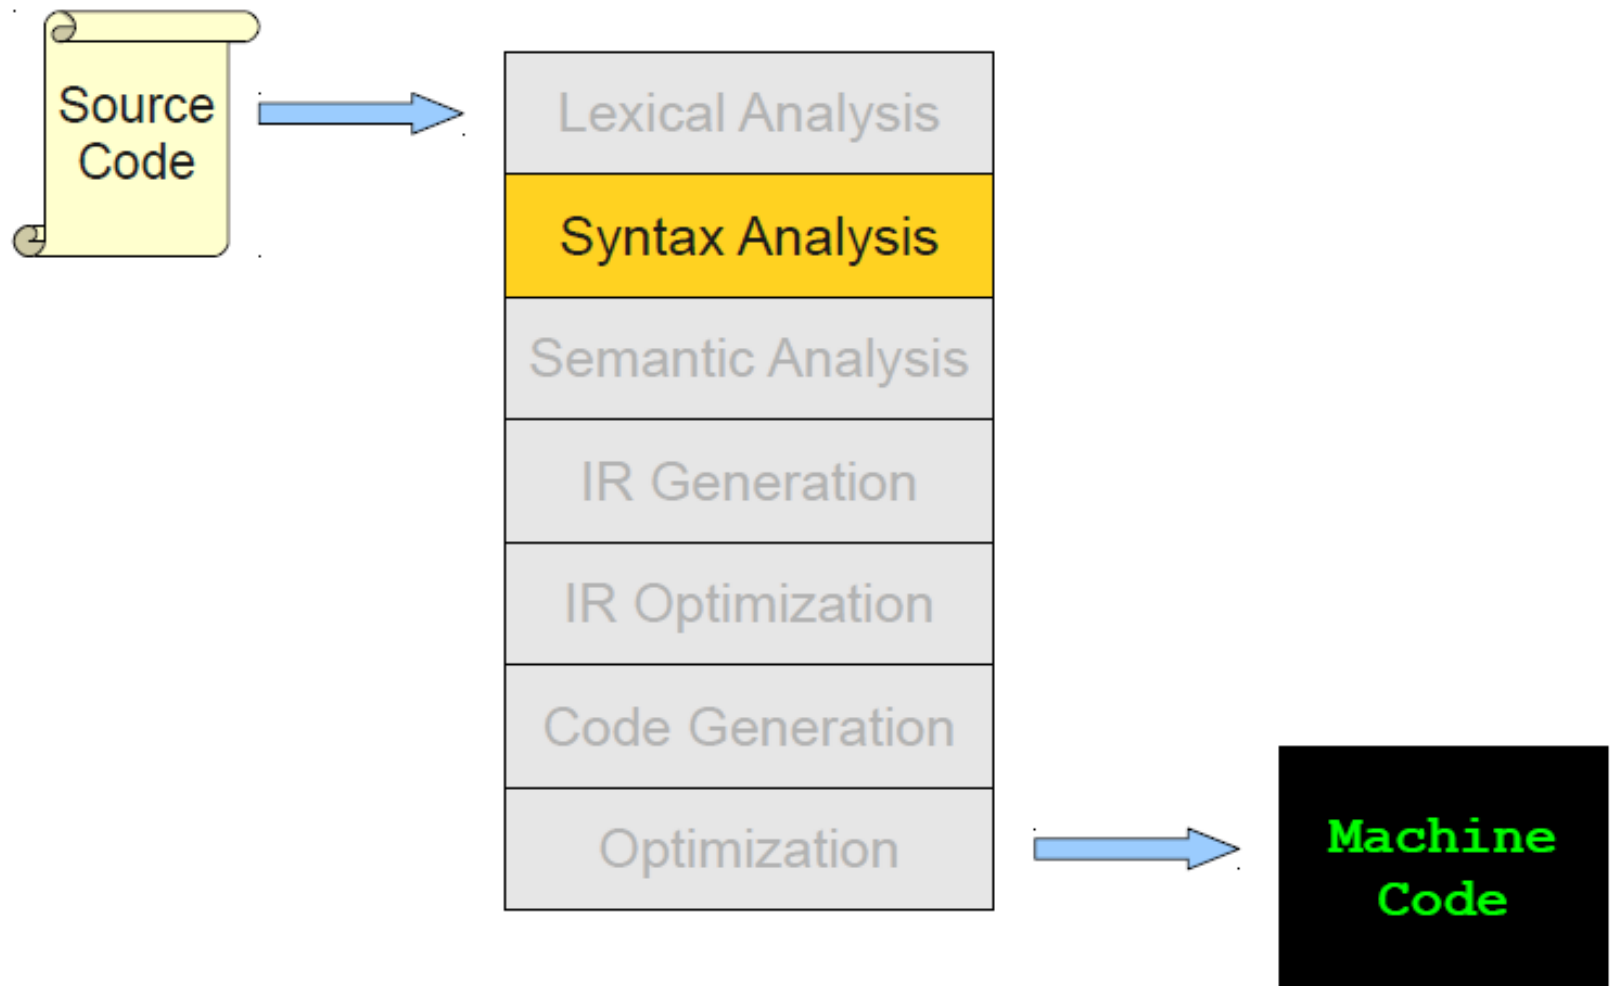 Source
Code
Lexical Analysis
Syntax Analysis
Semantic Analysis
IR Generation
IR Optimization
Code Generation
Optimization
Machine
Code